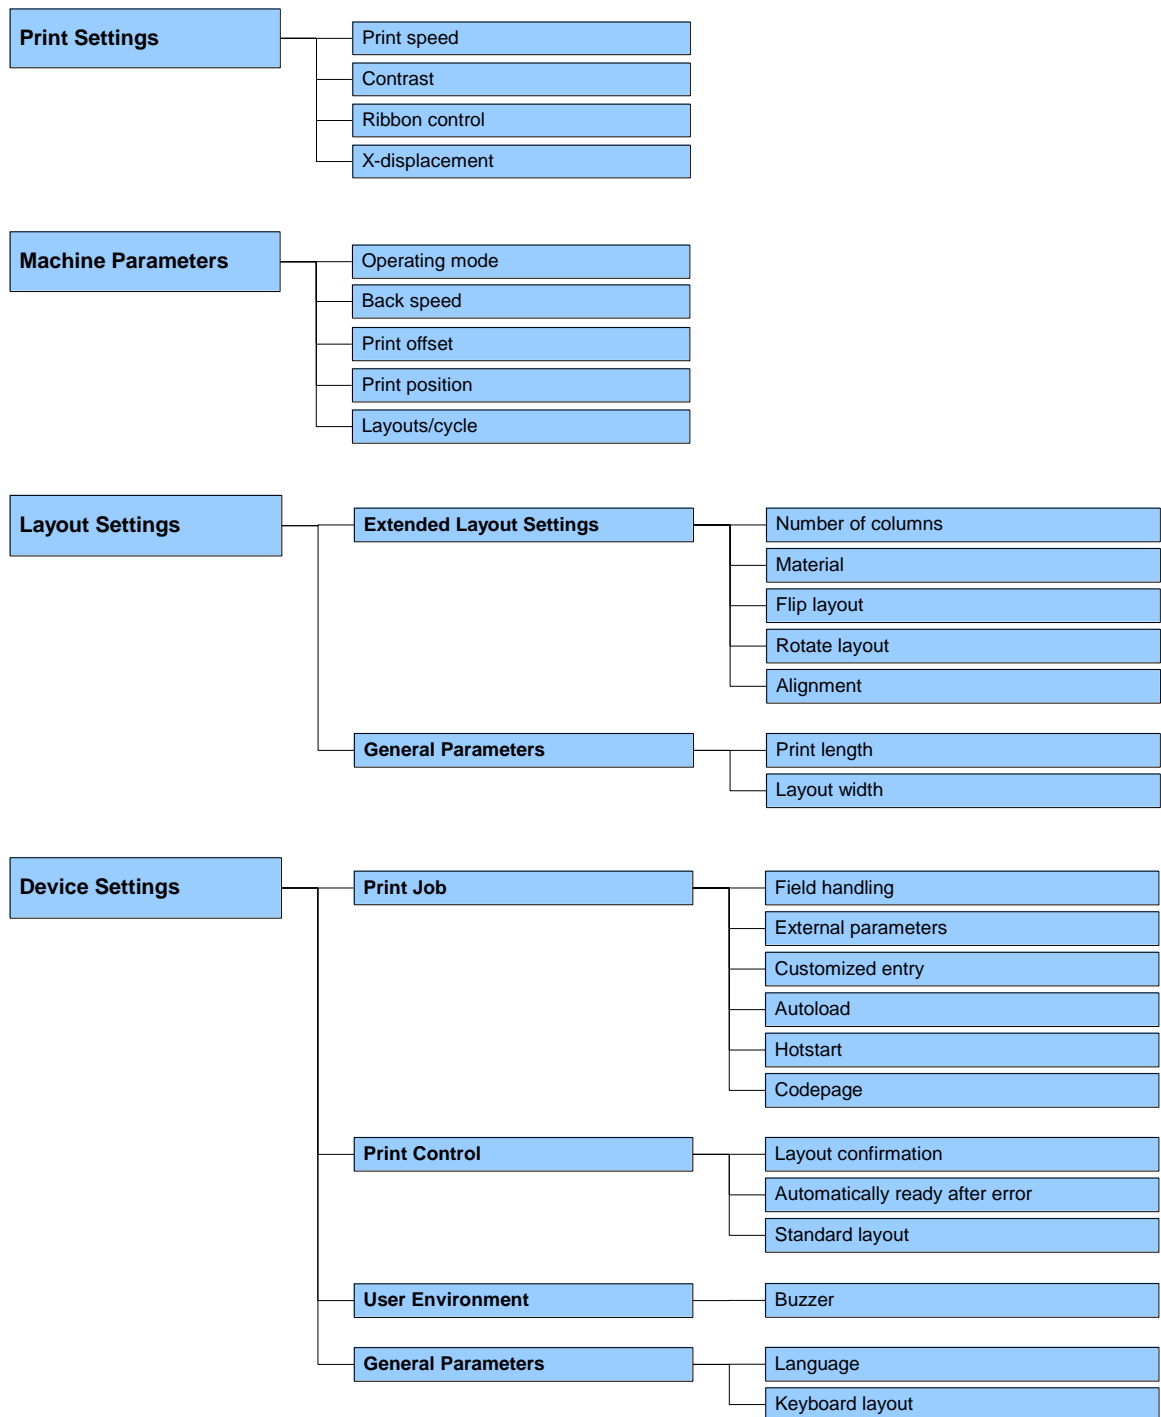 Print Settings
Print speed
Contrast
Ribbon control
X-displacement
Machine Parameters
Operating mode
Back speed
Print offset
Print position
Layouts/cycle
Layout Settings
Extended Layout Settings
Number of columns
Material
Flip layout
Rotate layout
Alignment
General Parameters
Print length
Layout width
Device Settings
Print Job
Field handling
External parameters
Customized entry
Autoload
Hotstart
Codepage
Print Control
Layout confirmation
Automatically ready after error
Standard layout
User Environment
Buzzer
General Parameters
Language
Keyboard layout